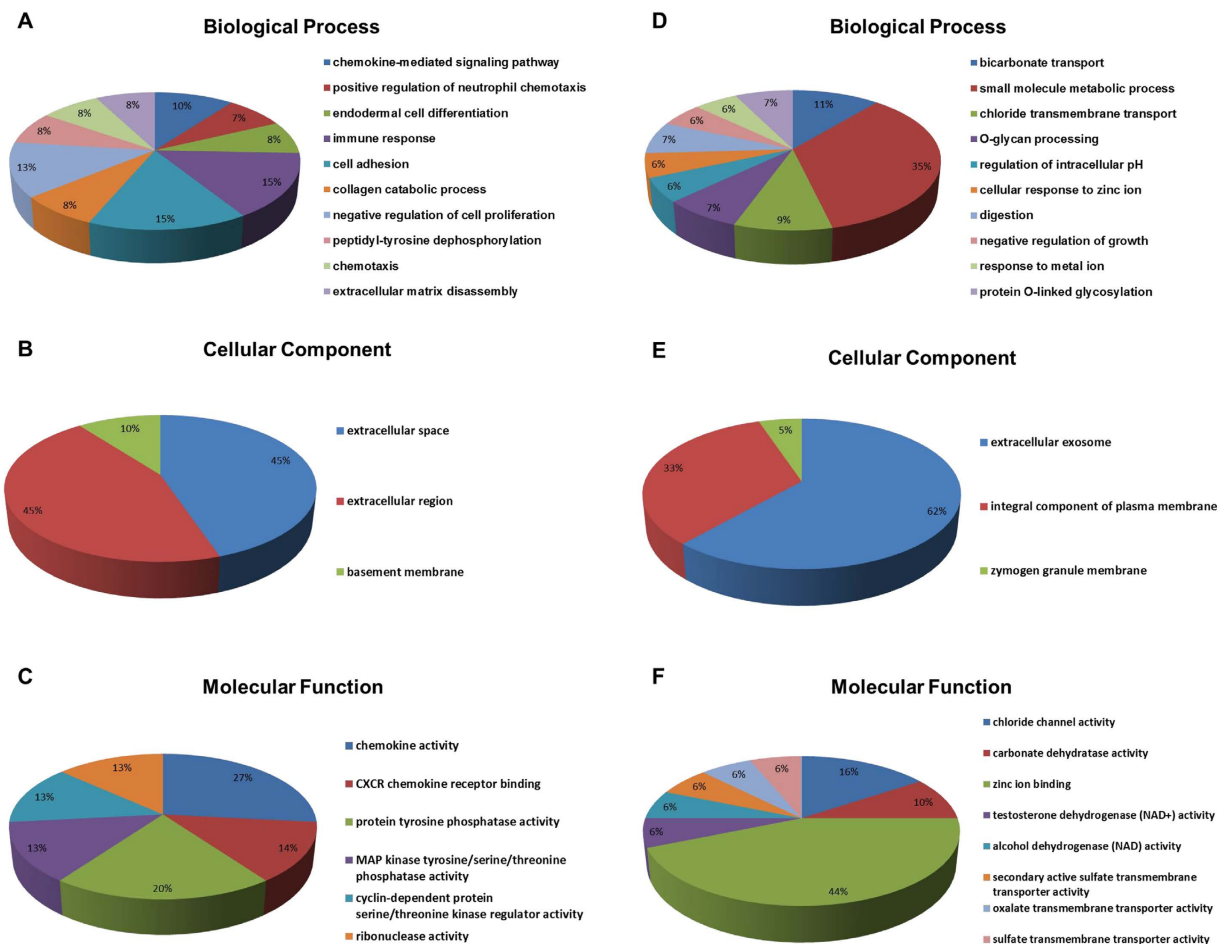 A
Biological Process
10%
7%
8%
15%
15%
8%
13%
8%
8%
8%
chemokine-mediated signaling pathway
positive regulation of neutrophil chemotaxis
endodermal cell differentiation
immune response
cell adhesion
collagen catabolic process
negative regulation of cell proliferation
peptidyl-tyrosine dephosphorylation
chemotaxis
extracellular matrix disassembly
B
Cellular Component
45%
45%
10%
extracellular space
extracellular region
basement membrane
C
Molecular Function
27%
14%
20%
13%
13%
13%
chemokine activity
CXCR chemokine receptor binding
protein tyrosine phosphatase activity
MAP kinase tyrosine/serine/threonine
phosphatase activity
cyclin-dependent protein
serine/threonine kinase regulator activity
ribonuclease activity
D
Biological Process
11%
35%
9%
7%
6%
6%
7%
6%
6%
7%
bicarbonate transport
small molecule metabolic process
chloride transmembrane transport
O-glycan processing
regulation of intracellular pH
cellular response to zinc ion
digestion
negative regulation of growth
response to metal ion
protein O-linked glycosylation
E
Cellular Component
62%
33%
5%
extracellular exosome
integral component of plasma membrane
zymogen granule membrane
F
Molecular Function
16%
10%
44%
6%
6%
6%
6%
6%
chloride channel activity
carbonate dehydratase activity
zinc ion binding
testosterone dehydrogenase (NAD+) activity
alcohol dehydrogenase (NAD) activity
secondary active sulfate transmembrane
transporter activity
oxalate transmembrane transporter activity
sulfate transmembrane transporter activity